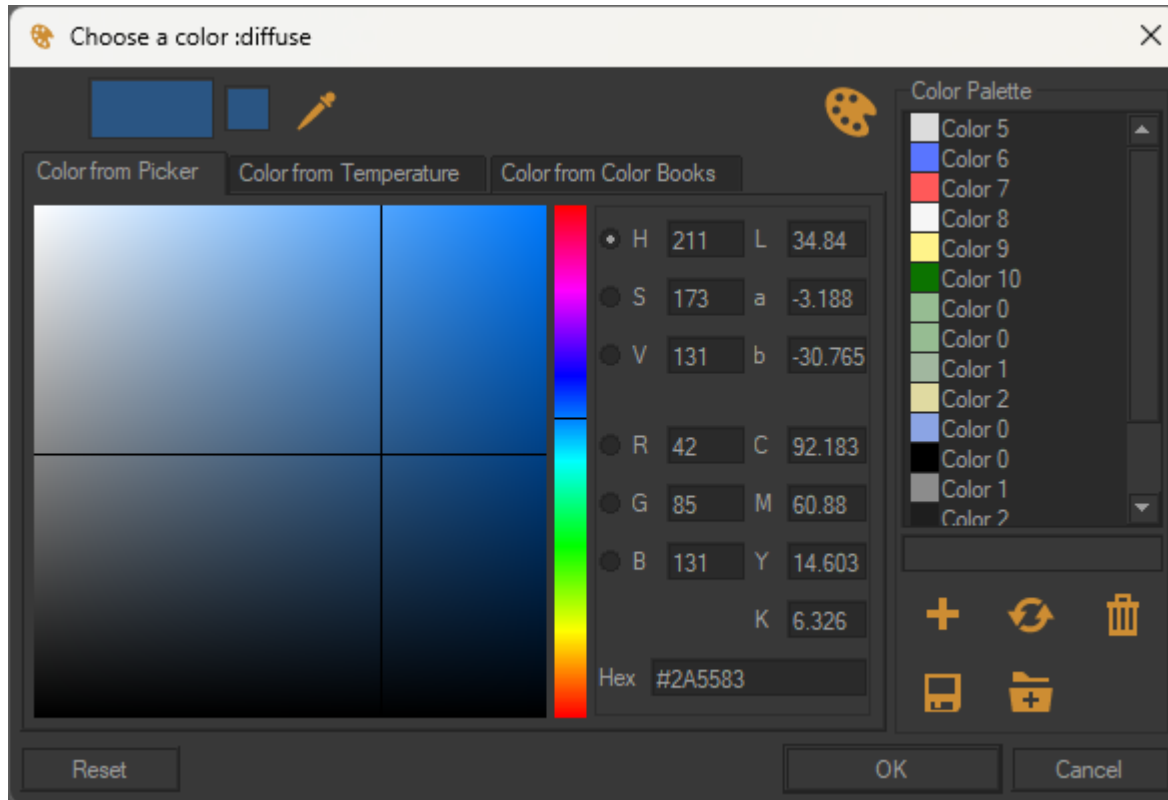 Choose a color :diffuse
Color from Picker
Color from Temperature
Color from Color Books
H 211 L 34.84
S 173 a -3.188
V 131 b -30.765
R 42 C 92.183
G 85 M 60.88
B 131 Y 14.603
K 6.326
Hex #2A5583
Color Palette
Color 5
Color 6
Color 7
Color 8
Color 9
Color 10
Color 0
Color 0
Color 1
Color 2
Color 0
Color 0
Color 1
Color 2
Reset
OK
Cancel